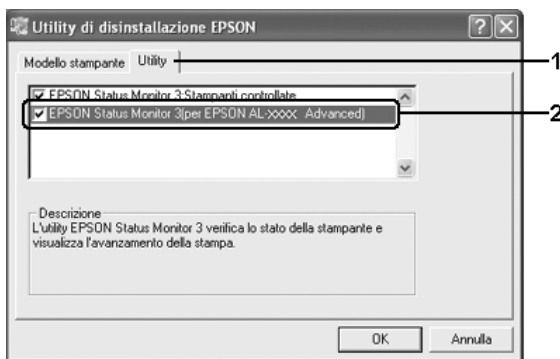 Utility di disinstallazione EPSON
Modello stampante Utility
1
EPSON Status Monitor 3:Stampanti controllate
EPSON Status Monitor 3(per EPSON AL-XXXX Advanced)
2
Descrizione
L'utility EPSON Status Monitor 3 verifica lo stato della stampante e
visualizza l'avanzamento della stampa.
OK Annulla